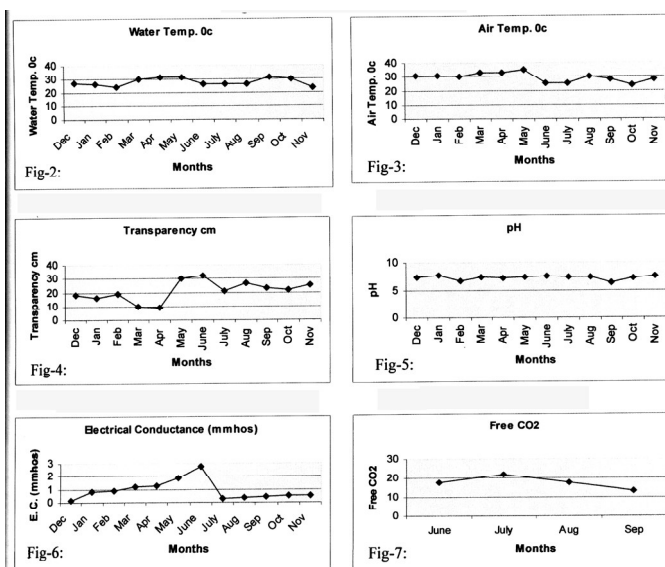 Water Temp. 0c
Water Temp. 0c
40
30
20
10
0
Dec Jan Feb Mar Apr May June July Aug Sep Oct Nov
Months
Fig-2:
Air Temp. 0c
Air Temp. 0c
40
30
20
10
0
Dec Jan Feb Mar Apr May June July Aug Sep Oct Nov
Months
Fig-3:
Transparency cm
Transparency cm
40
30
20
10
0
Dec Jan Feb Mar Apr May June July Aug Sep Oct Nov
Months
Fig-4:
pH
pH
10
5
0
Dec Jan Feb Mar Apr May June July Aug Sep Oct Nov
Months
Fig-5:
Electrical Conductance (mmhos)
E.C. (mmhos)
3
2
1
0
Dec Jan Feb Mar Apr May June July Aug Sep Oct Nov
Months
Fig-6:
Free CO2
Free CO2
30
20
10
0
June July Aug Sep
Months
Fig-7: